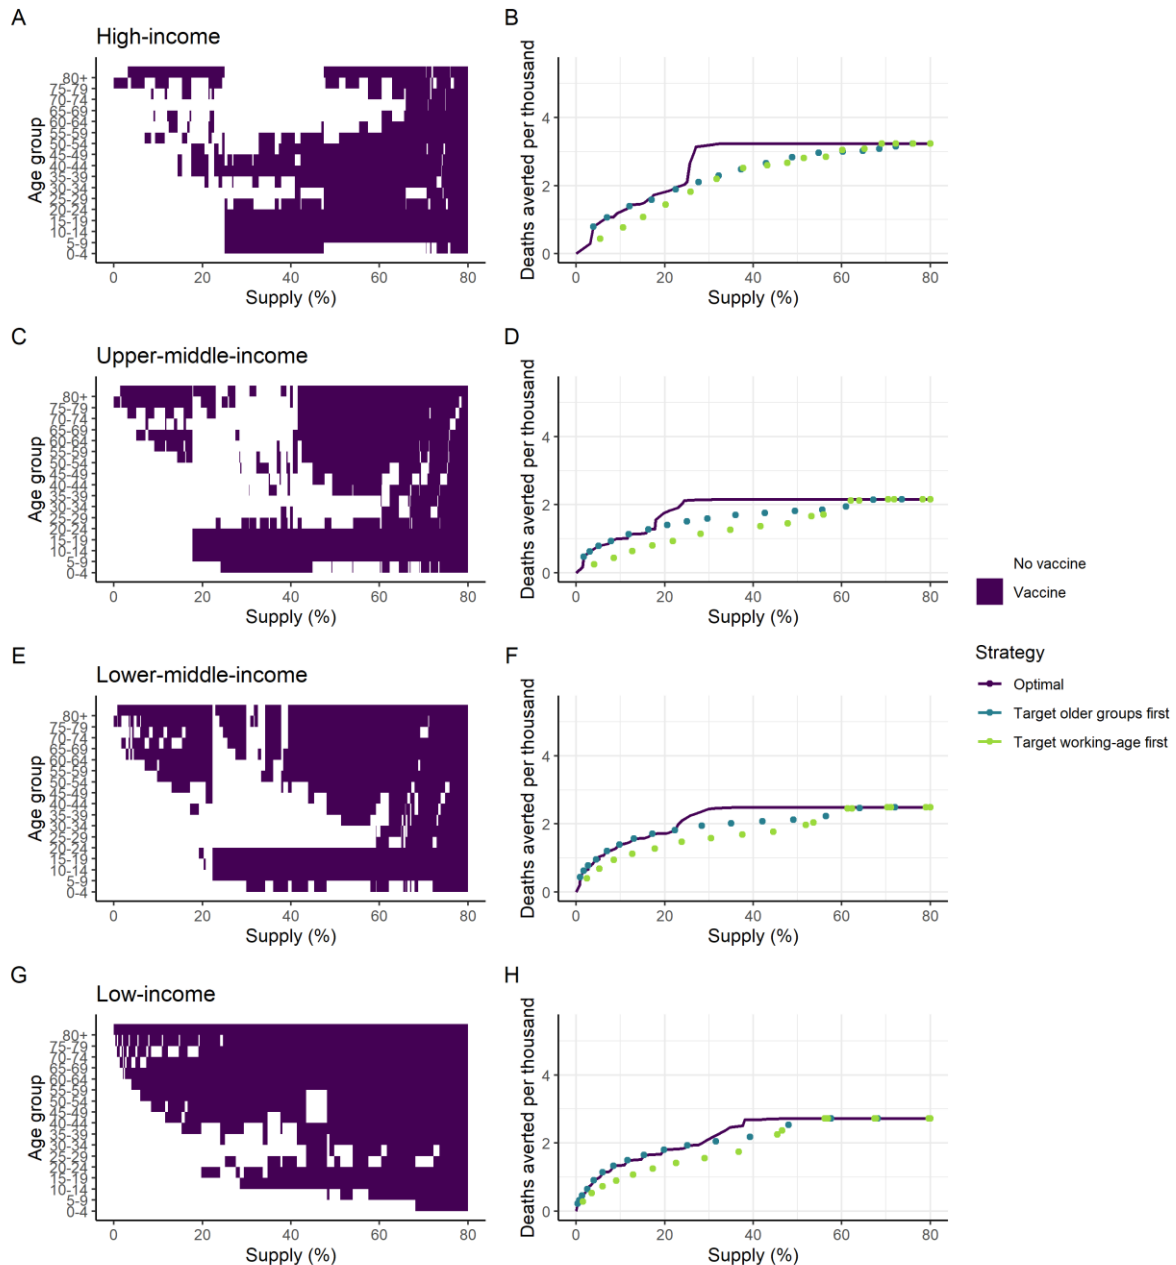 A
High-income
Age group
80+
75-79
70-74
65-69
60-64
55-59
50-54
45-49
40-44
35-39
30-34
25-29
20-24
15-19
10-14
5-9
0-4
0 20 40 60 80
Supply (%)
B
Deaths averted per thousand
4
2
0
0 20 40 60 80
Supply (%)
C
Upper-middle-income
Age group
80+
75-79
70-74
65-69
60-64
55-59
50-54
45-49
40-44
35-39
30-34
25-29
20-24
15-19
10-14
5-9
0-4
0 20 40 60 80
Supply (%)
D
Deaths averted per thousand
4
2
0
0 20 40 60 80
Supply (%)
No vaccine
Vaccine
Strategy
Optimal
Target older groups first
Target working-age first
E
Lower-middle-income
Age group
80+
75-79
70-74
65-69
60-64
55-59
50-54
45-49
40-44
35-39
30-34
25-29
20-24
15-19
10-14
5-9
0-4
0 20 40 60 80
Supply (%)
F
Deaths averted per thousand
4
2
0
0 20 40 60 80
Supply (%)
G
Low-income
Age group
80+
75-79
70-74
65-69
60-64
55-59
50-54
45-49
40-44
35-39
30-34
25-29
20-24
15-19
10-14
5-9
0-4
0 20 40 60 80
Supply (%)
H
Deaths averted per thousand
4
2
0
0 20 40 60 80
Supply (%)